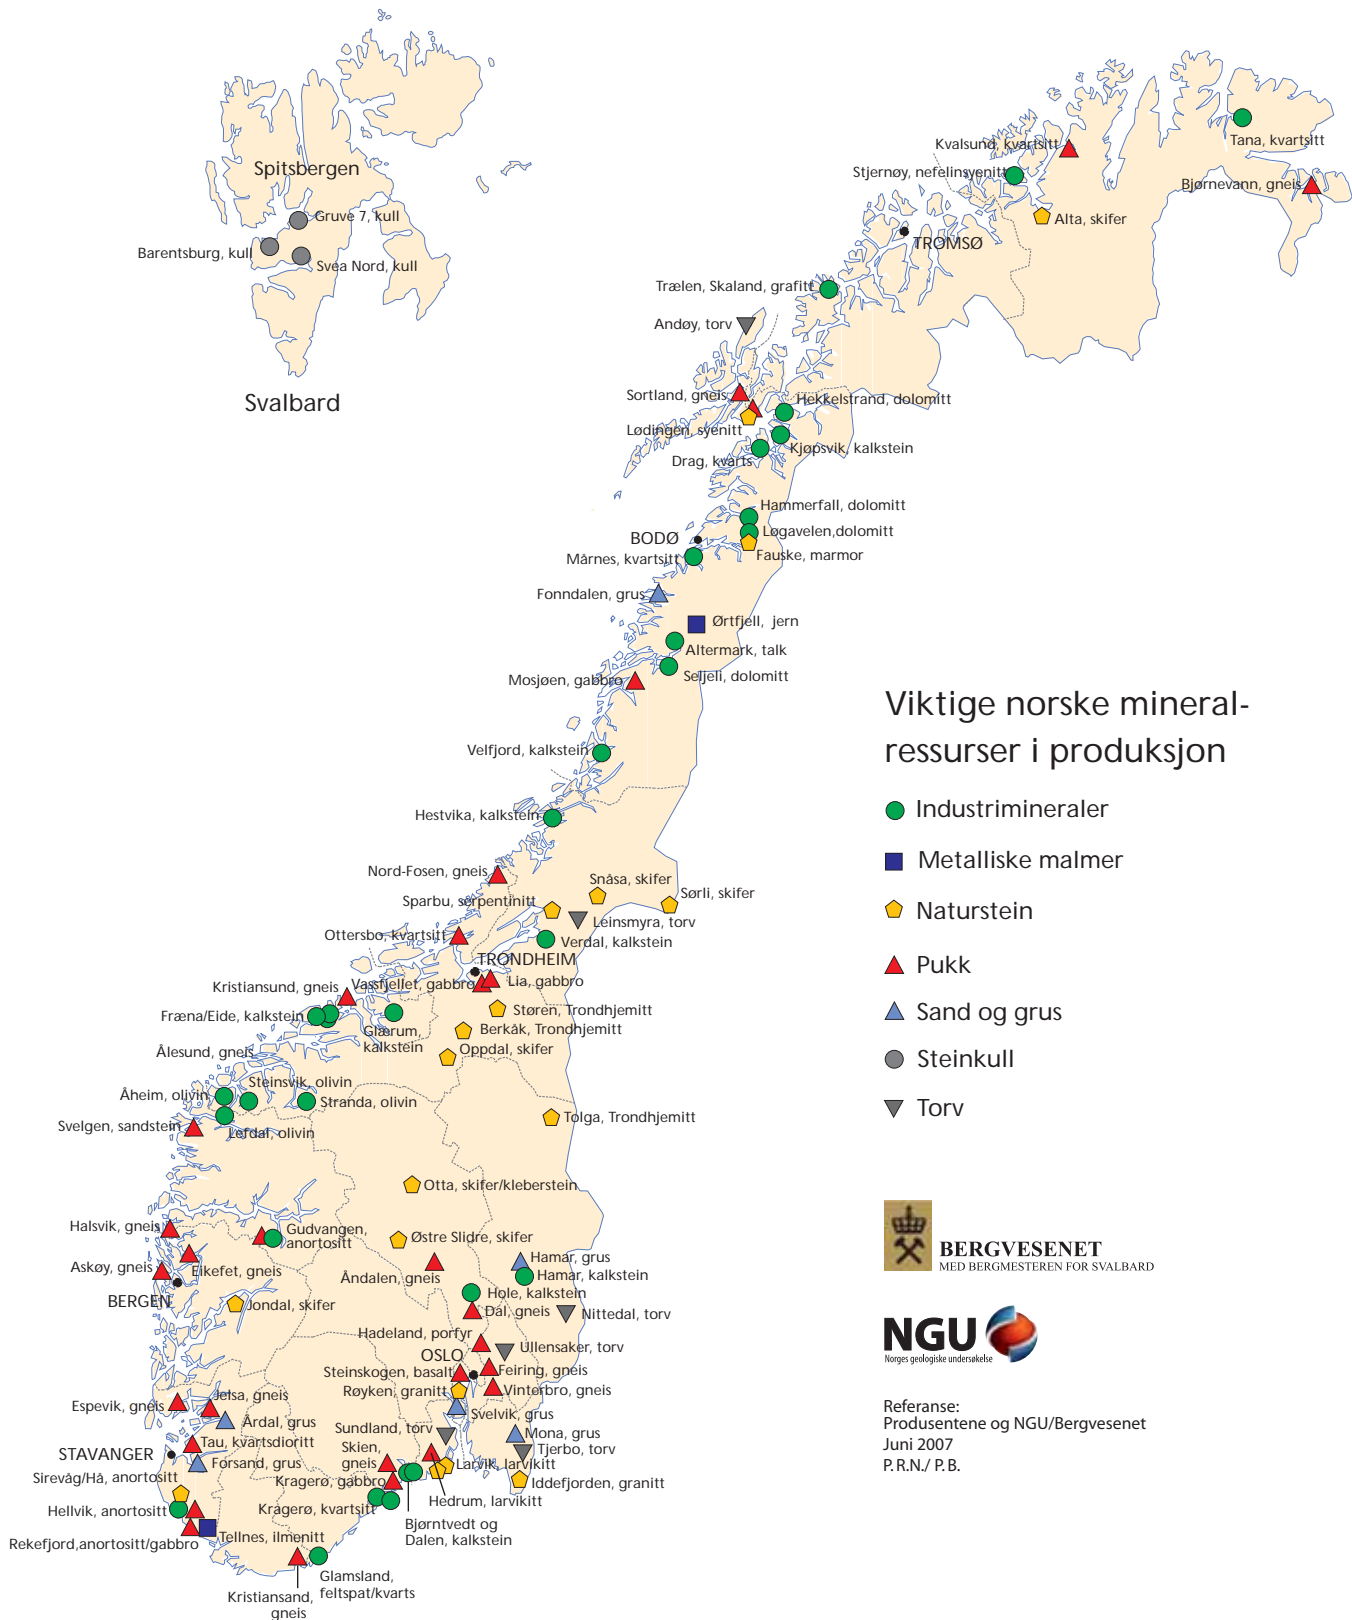 Spitsbergen
Gruve 7, kull
Barentsburg, kull
Svea Nord, kull
Svalbard
Tana, kvartsitt
Kvalsund, kvartsitt
Stjernøy, nefelinsyenitt
Bjørnevann, gneis
Alta, skifer
TROMSØ
Trælen, Skaland, grafitt
Andøy, torv
Sortland, gneis
Hekkelstrand, dolomitt
Lødingen, syenitt
Kjøpsvik, kalkstein
Drag, kvarts
Hammerfall, dolomitt
Løgavelen,dolomitt
BODØ
Fauske, marmor
Mårnes, kvartsitt
Fonndalen, grus
Ørtfjell, jern
Altermark, talk
Seljeli, dolomitt
Mosjøen, gabbro
Velfjord, kalkstein
Hestvika, kalkstein
Nord-Fosen, gneis
Snåsa, skifer
Sørli, skifer
Sparbu, serpentinitt
Leinsmyra, torv
Ottersbo, kvartsitt
Verdal, kalkstein
TRONDHEIM
Vassfjellet, gabbro
Lia, gabbro
Kristiansund, gneis
Støren, Trondhjemitt
Fræna/Eide, kalkstein
Glærum,
kalkstein
Berkåk, Trondhjemitt
Oppdal, skifer
Ålesund, gneis
Steinsvik, olivin
Åheim, olivin
Stranda, olivin
Svelgen, sandstein
Lefdal, olivin
Tolga, Trondhjemitt
Otta, skifer/kleberstein
Halsvik, gneis
Gudvangen,
anortositt
Østre Slidre, skifer
Askøy, gneis
Eikefet, gneis
Åndalen, gneis
Hamar, grus
Hamar, kalkstein
BERGEN
Jondal, skifer
Hole, kalkstein
Dal, gneis
Nittedal, torv
Hadeland, porfyr
Ullensaker, torv
OSLO
Steinskogen, basalt
Feiring, gneis
Røyken, granitt
Vinterbro, gneis
Espevik, gneis
Jelsa, gneis
Årdal, grus
Svelvik, grus
Sundland, torv
Mona, grus
Tau, kvartsdioritt
Tjerbo, torv
STAVANGER
Forsand, grus
Skien,
gneis
Larvik, larvikitt
Sirevåg/Hå, anortositt
Kragerø, gabbro
Iddefjorden, granitt
Hedrum, larvikitt
Hellvik, anortositt
Kragerø, kvartsitt
Bjørntvedt og
Dalen, kalkstein
Rekefjord,anortositt/gabbro
Tellnes, ilmenitt
Glamsland,
feltspat/kvarts
Kristiansand,
gneis
Viktige norske mineral-
ressurser i produksjon
Industrimineraler
Metalliske malmer
Naturstein
Pukk
Sand og grus
Steinkull
Torv
BERGVESENET
MED BERGMESTEREN FOR SVALBARD
NGU
Norges geologiske undersøkelse
Referanse:
Produsentene og NGU/Bergvesenet
Juni 2007
P.R.N./ P.B.